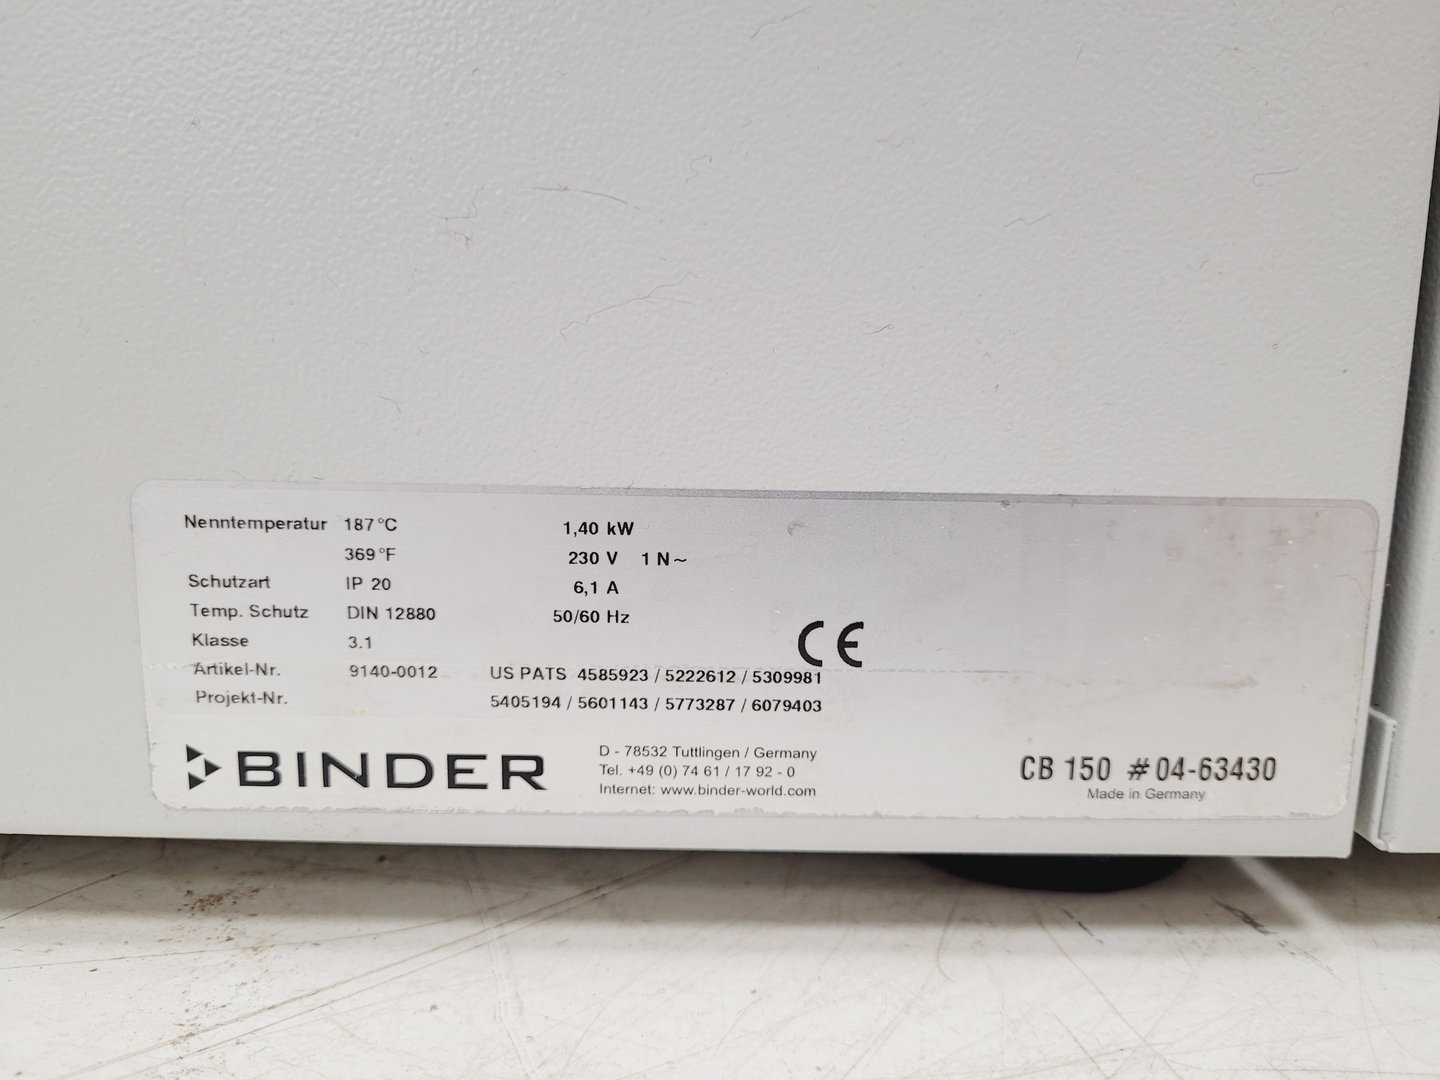 Nenntemperatur 187°C 1,40 kW
369°F 230 V 1 N~
Schutzart IP 20 6,1 A
Temp. Schutz DIN 12880 50/60 Hz
Klasse 3.1 CE
Artikel-Nr. 9140-0012 US PATS 4585923 / 5222612 / 5309981
Projekt-Nr. 5405194 / 5601143 / 5773287 / 6079403
BINDER
D - 78532 Tuttlingen / Germany
Tel. +49 (0) 74 61 / 17 92 - 0
Internet: www.binder-world.com
CB 150 # 04-63430
Made in Germany